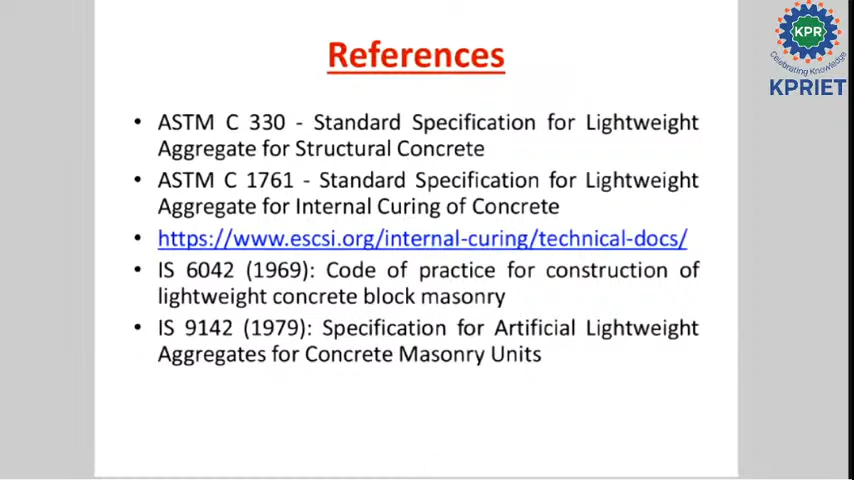 References
KPR
Celebrating Knowledge
KPRIET
• ASTM C 330 - Standard Specification for Lightweight
Aggregate for Structural Concrete
• ASTM C 1761 - Standard Specification for Lightweight
Aggregate for Internal Curing of Concrete
• https://www.escsi.org/internal-curing/technical-docs/
• IS 6042 (1969): Code of practice for construction of
lightweight concrete block masonry
• IS 9142 (1979): Specification for Artificial Lightweight
Aggregates for Concrete Masonry Units